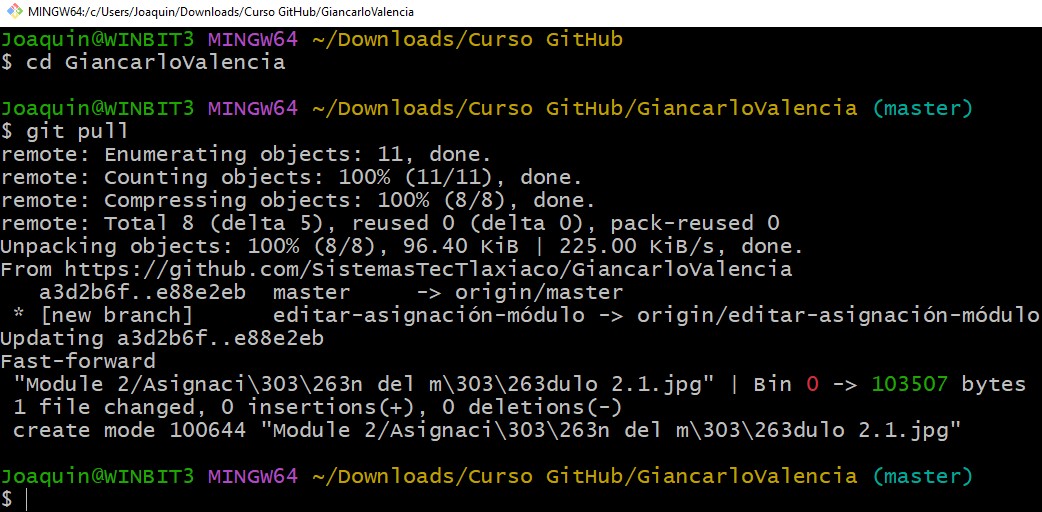 MINGW64:/c/Users/Joaquin/Downloads/Curso GitHub/GiancarloValencia
Joaquin@WINBIT3 MINGW64 ~/Downloads/Curso GitHub
$ cd GiancarloValencia
Joaquin@WINBIT3 MINGW64 ~/Downloads/Curso GitHub/GiancarloValencia (master)
$ git pull
remote: Enumerating objects: 11, done.
remote: Counting objects: 100% (11/11), done.
remote: Compressing objects: 100% (8/8), done.
remote: Total 8 (delta 5), reused 0 (delta 0), pack-reused 0
Unpacking objects: 100% (8/8), 96.40 KiB | 225.00 KiB/s, done.
From https://github.com/SistemasTecTlaxiaco/GiancarloValencia
   a3d2b6f..e88e2eb  master     -> origin/master
 * [new branch]      editar-asignación-módulo -> origin/editar-asignación-módulo
Updating a3d2b6f..e88e2eb
Fast-forward
 "Module 2/Asignaci\303\263n del m\303\263dulo 2.1.jpg" | Bin 0 -> 103507 bytes
 1 file changed, 0 insertions(+), 0 deletions(-)
 create mode 100644 "Module 2/Asignaci\303\263n del m\303\263dulo 2.1.jpg"
Joaquin@WINBIT3 MINGW64 ~/Downloads/Curso GitHub/GiancarloValencia (master)
$